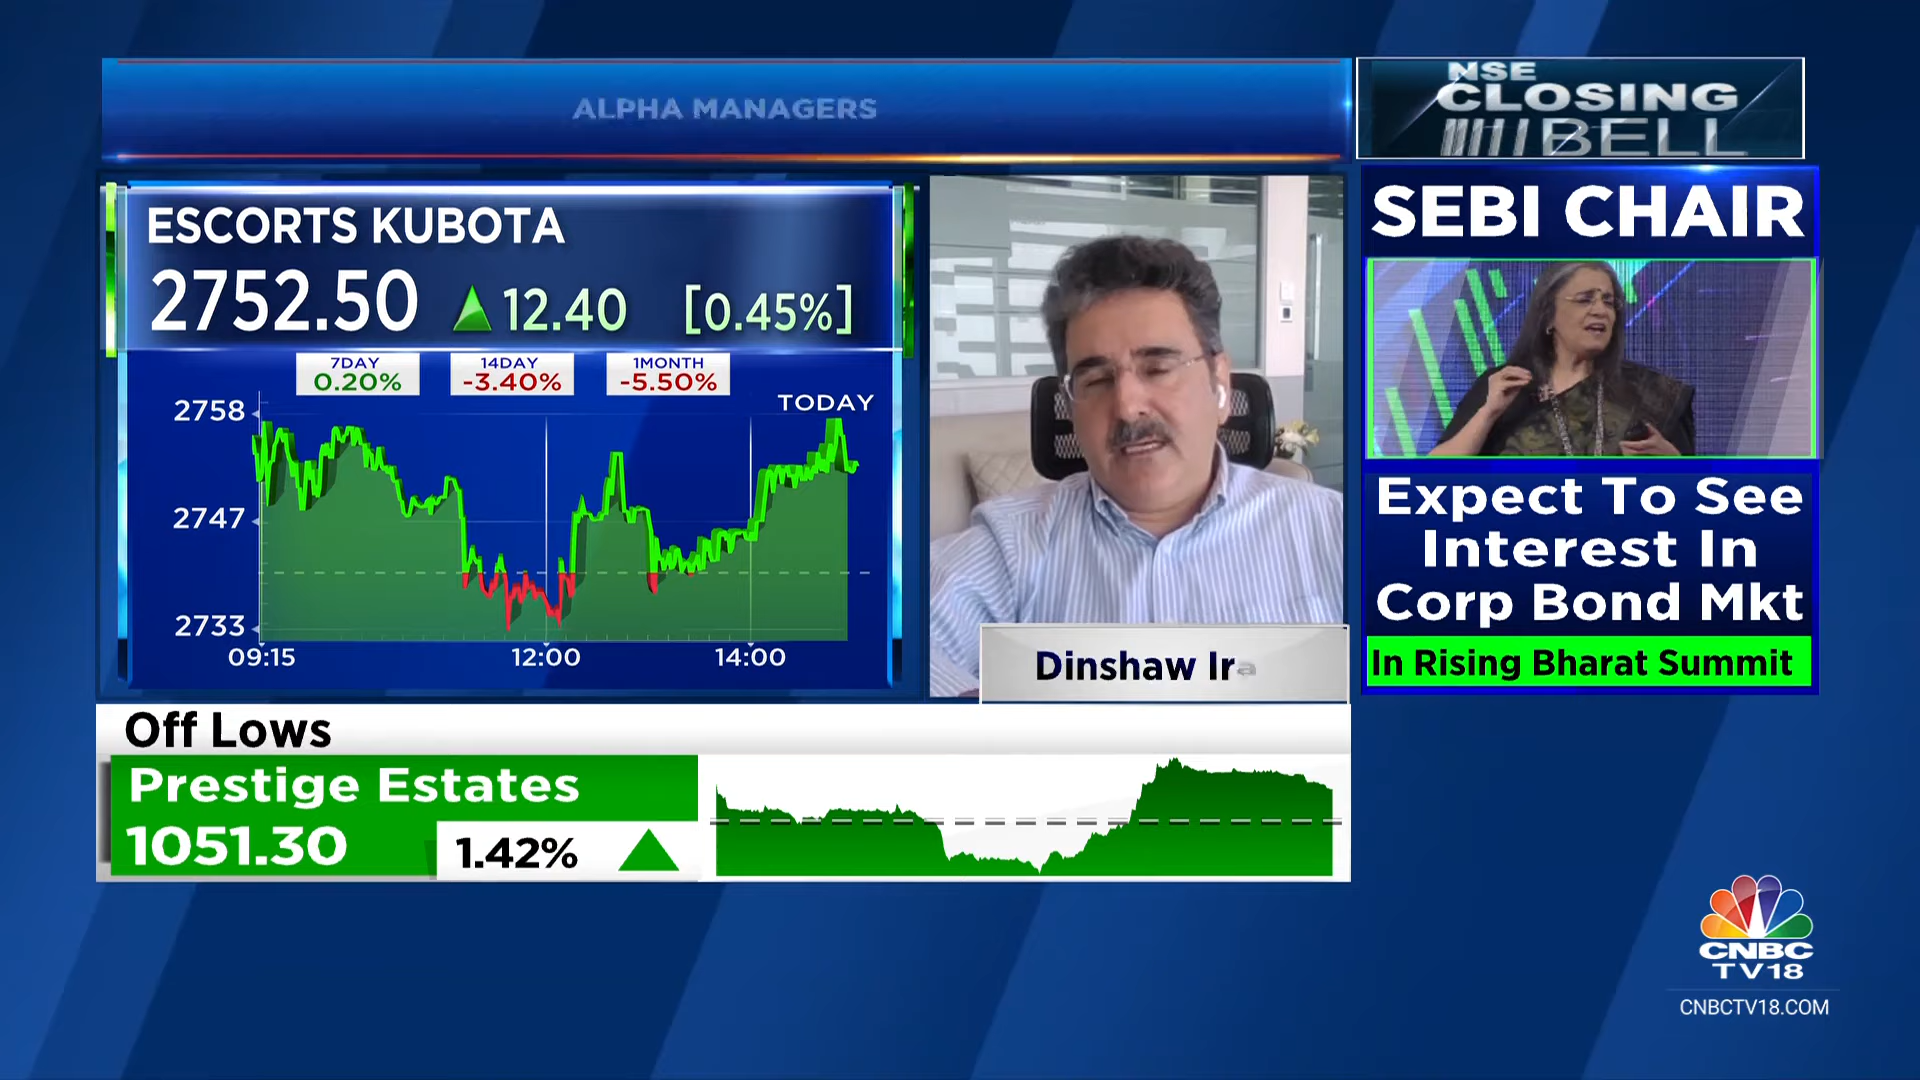 ALPHA MANAGERS
NSE
CLOSING
BELL
ESCORTS KUBOTA
2752.50 12.40 [0.45%]
7DAY 14DAY 1MONTH
0.20% -3.40% -5.50%
TODAY
2758
2747
2733
09:15 12:00 14:00
Dinshaw Ira
SEBI CHAIR
Expect To See
Interest In
Corp Bond Mkt
In Rising Bharat Summit
Off Lows
Prestige Estates
1051.30 1.42%
CNBC
TV18
CNBCTV18.COM